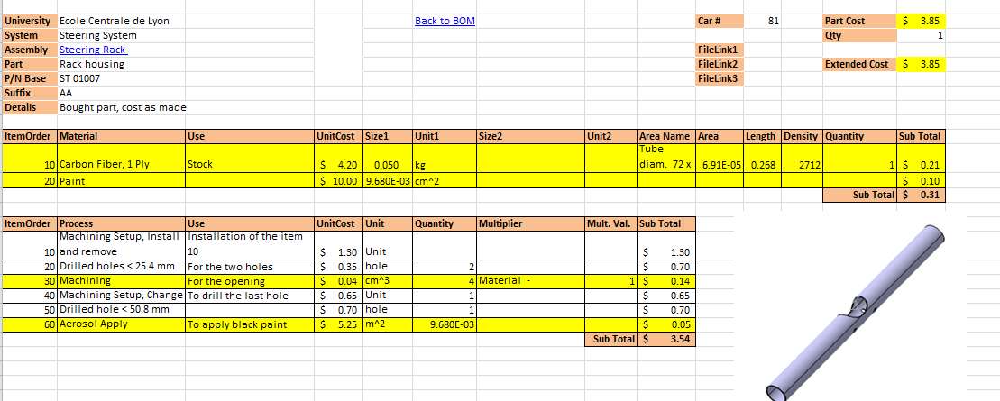 University Ecole Centrale de Lyon Back to BOM Car # 81 Part Cost $ 3.85
System Steering System Qty 1
Assembly Steering Rack FileLink1
Part Rack housing FileLink2 Extended Cost $ 3.85
P/N Base ST 01007 FileLink3
Suffix AA
Details Bought part, cost as made
ItemOrder Material Use UnitCost Size1 Unit1 Size2 Unit2 Area Name Area Length Density Quantity Sub Total
Tube
10 Carbon Fiber, 1 Ply Stock $ 4.20 0.050 kg diam. 72 x 6.91E-05 0.268 2712 1 $ 0.21
20 Paint $ 10.00 9.680E-03 cm^2 $ 0.10
Sub Total $ 0.31
ItemOrder Process Use UnitCost Unit Quantity Multiplier Mult. Val. Sub Total
Machining Setup, Install Installation of the item
10 and remove 10 $ 1.30 Unit $ 1.30
20 Drilled holes < 25.4 mm For the two holes $ 0.35 hole 2 $ 0.70
30 Machining For the opening $ 0.04 cm^3 4 Material - 1 $ 0.14
40 Machining Setup, Change To drill the last hole $ 0.65 Unit 1 $ 0.65
50 Drilled hole < 50.8 mm $ 0.70 hole 1 $ 0.70
60 Aerosol Apply To apply black paint $ 5.25 m^2 9.680E-03 $ 0.05
Sub Total $ 3.54